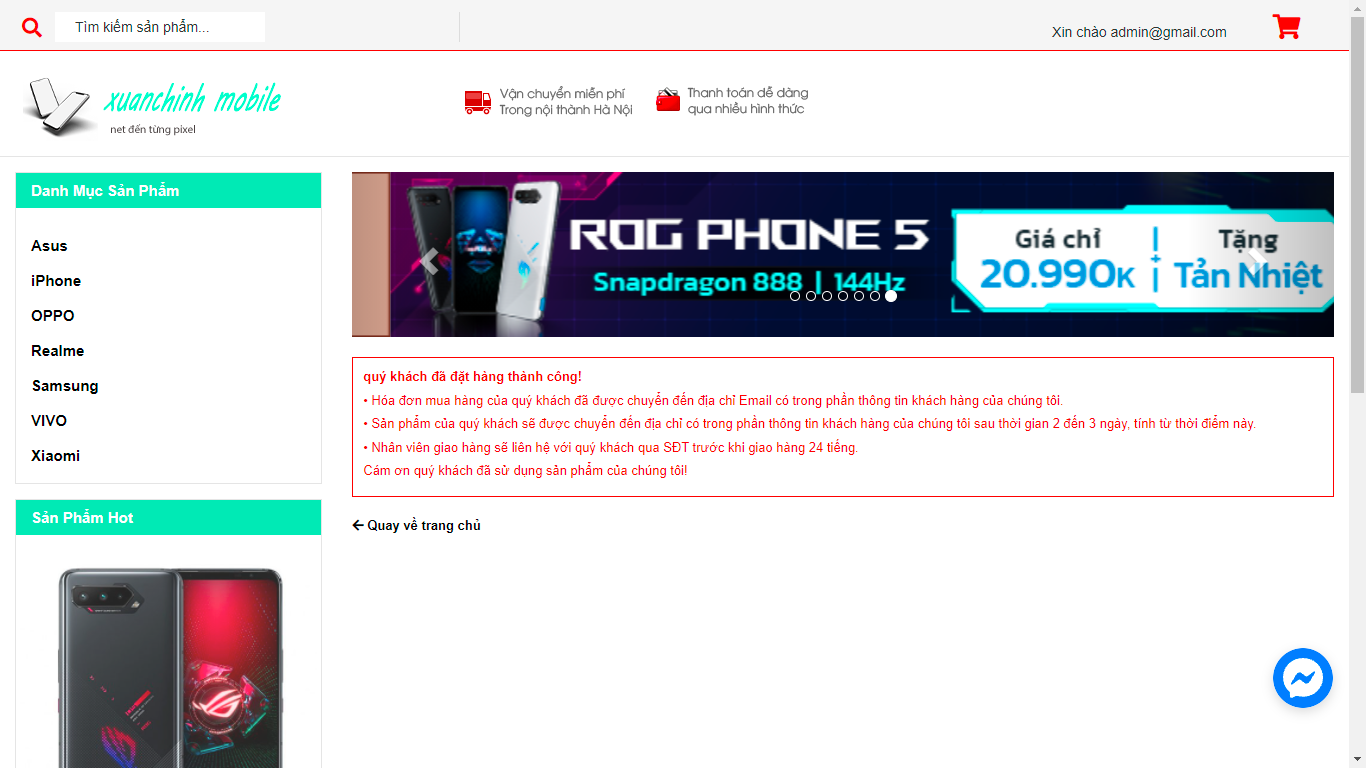 Tìm kiếm sản phẩm...
Xin chào admin@gmail.com
xuanchinh mobile
net đến từng pixel
Vận chuyển miễn phí
Trong nội thành Hà Nội
Thanh toán dễ dàng
qua nhiều hình thức
Danh Mục Sản Phẩm
Asus
iPhone
OPPO
Realme
Samsung
VIVO
Xiaomi
Sản Phẩm Hot
ROG PHONE 5
Snapdragon 888 | 144Hz
Giá chỉ
20.990K
+
Tặng
Tản Nhiệt
quý khách đã đặt hàng thành công!
• Hóa đơn mua hàng của quý khách đã được chuyển đến địa chỉ Email có trong phần thông tin khách hàng của chúng tôi.
• Sản phẩm của quý khách sẽ được chuyển đến địa chỉ có trong phần thông tin khách hàng của chúng tôi sau thời gian 2 đến 3 ngày, tính từ thời điểm này.
• Nhân viên giao hàng sẽ liên hệ với quý khách qua SĐT trước khi giao hàng 24 tiếng.
Cám ơn quý khách đã sử dụng sản phẩm của chúng tôi!
Quay về trang chủ